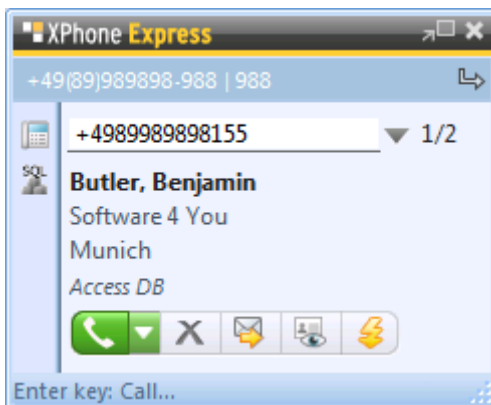 XPhone Express
+49(89)989898-988 | 988
+4989989898155 1/2
SQL
Butler, Benjamin
Software 4 You
Munich
Access DB
Enter key: Call...